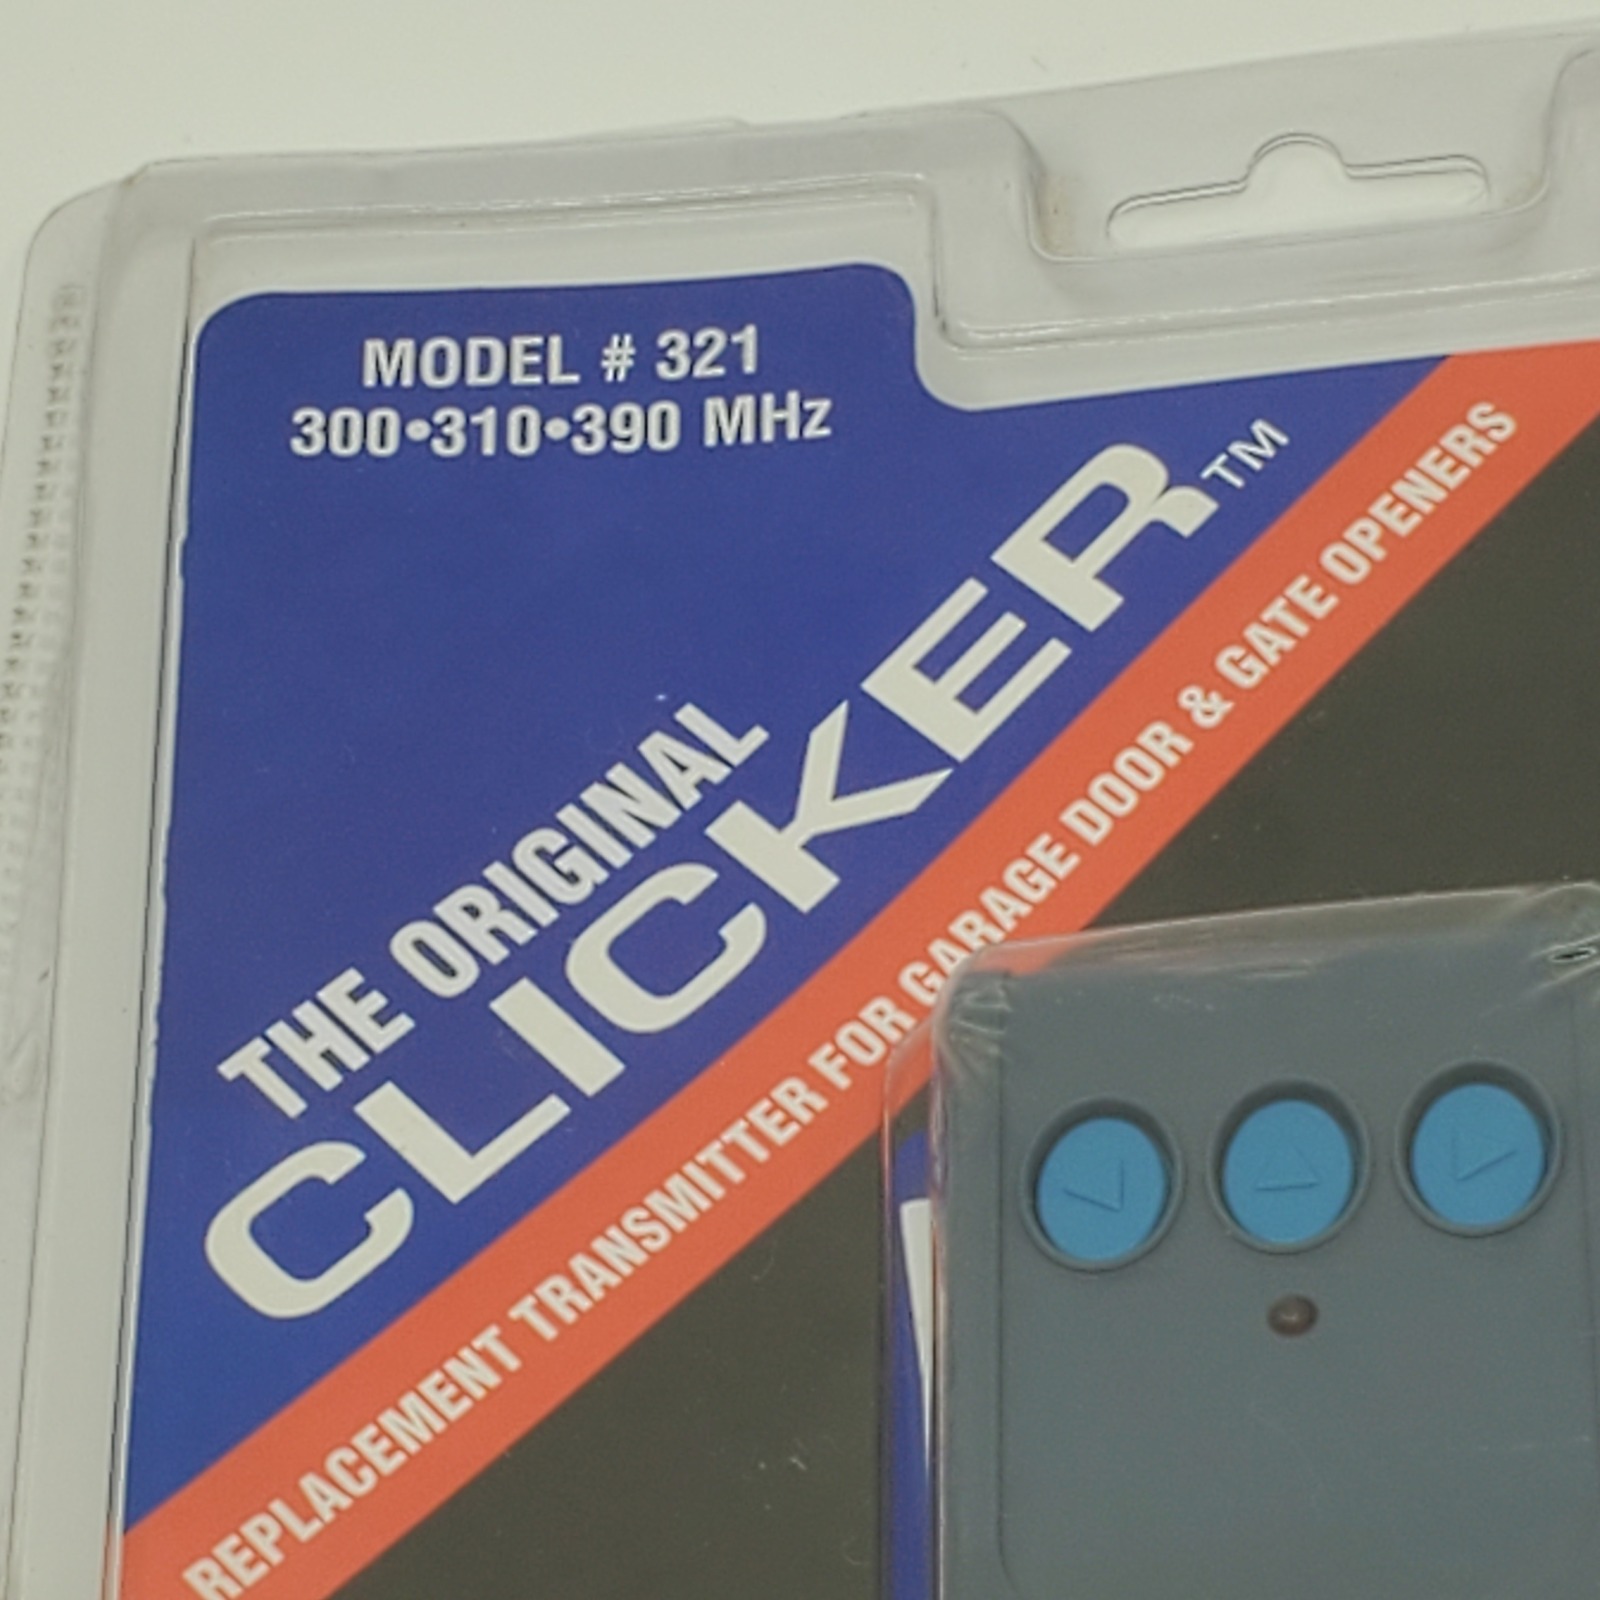 MODEL # 321
300•310•390 MHz
THE ORIGINAL
CLICKER™
REPLACEMENT TRANSMITTER FOR GARAGE DOOR & GATE OPENERS